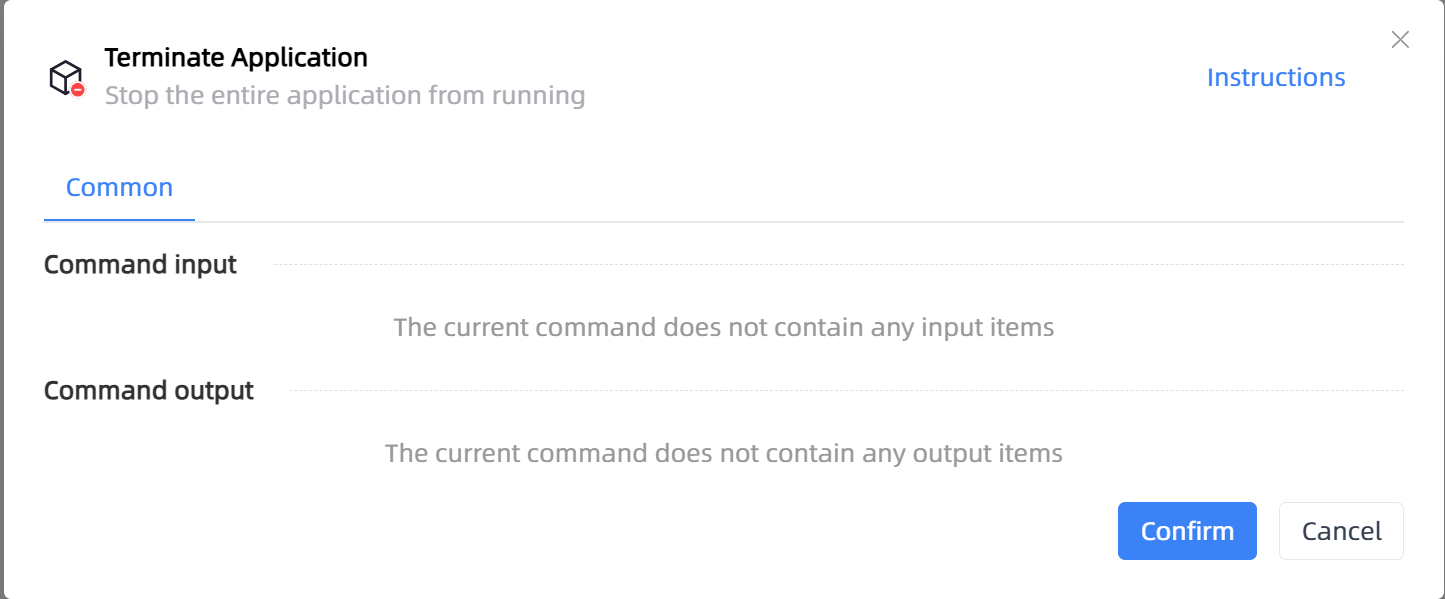 Terminate Application
Stop the entire application from running
Instructions
Common
Command input
The current command does not contain any input items
Command output
The current command does not contain any output items
Confirm
Cancel